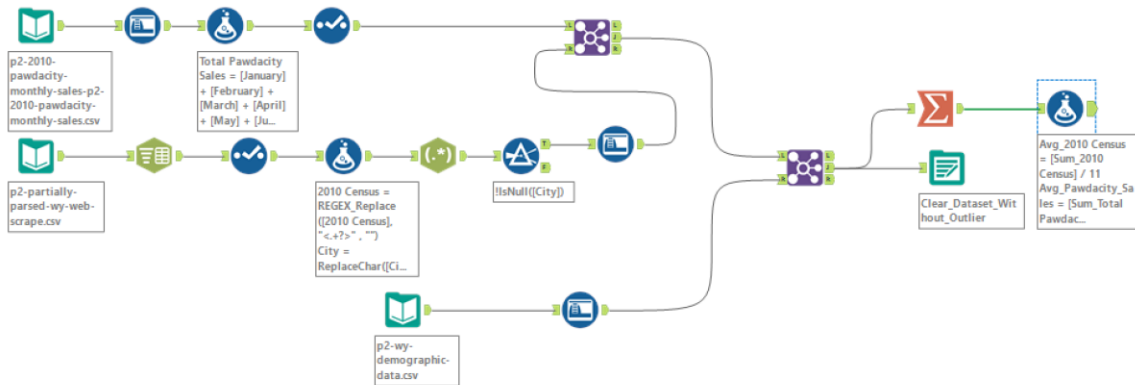 p2-2010-
pawdacity-
monthly-sales-p2-
2010-pawdacity-
monthly-sales.csv
Total Pawdacity
Sales = [January]
+ [February] +
[March] + [April]
+ [May] + [Ju...
L
R
L
J
R
p2-partially-
parsed-wy-web-
scrape.csv
2010 Census =
REGEX_Replace
([2010 Census],
"<.+?>" , "")
City =
ReplaceChar([Ci...
(.*)
T
F
!IsNull([City])
L
R
L
J
R
Σ
Clear_Dataset_Wit
hout_Outlier
Avg_2010 Census
= [Sum_2010
Census] / 11
Avg_Pawdacity_Sa
les = [Sum_Total
Pawdac...
p2-wy-
demographic-
data.csv